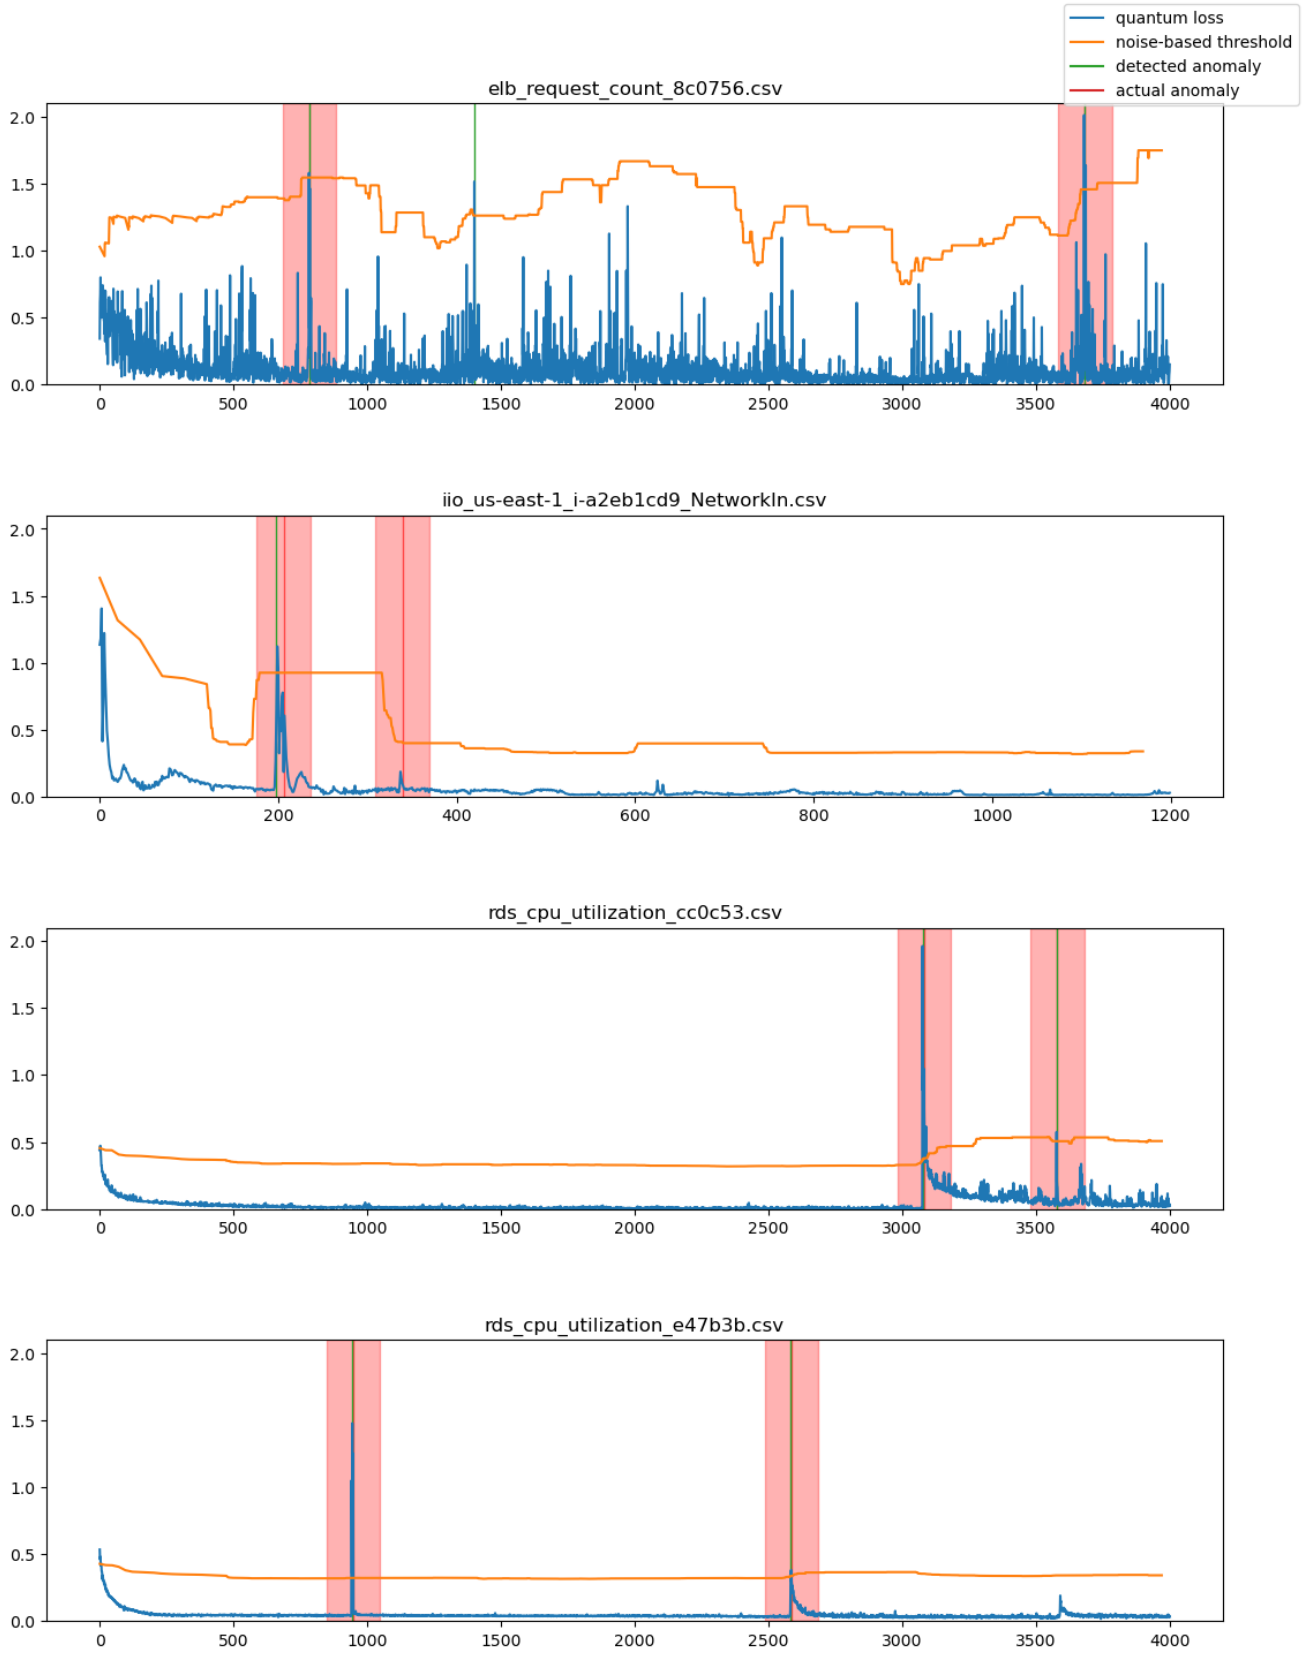 quantum loss
noise-based threshold
detected anomaly
actual anomaly
elb_request_count_8c0756.csv
2.0
1.5
1.0
0.5
0.0
0 500 1000 1500 2000 2500 3000 3500 4000
iio_us-east-1_i-a2eb1cd9_NetworkIn.csv
2.0
1.5
1.0
0.5
0.0
0 200 400 600 800 1000 1200
rds_cpu_utilization_cc0c53.csv
2.0
1.5
1.0
0.5
0.0
0 500 1000 1500 2000 2500 3000 3500 4000
rds_cpu_utilization_e47b3b.csv
2.0
1.5
1.0
0.5
0.0
0 500 1000 1500 2000 2500 3000 3500 4000